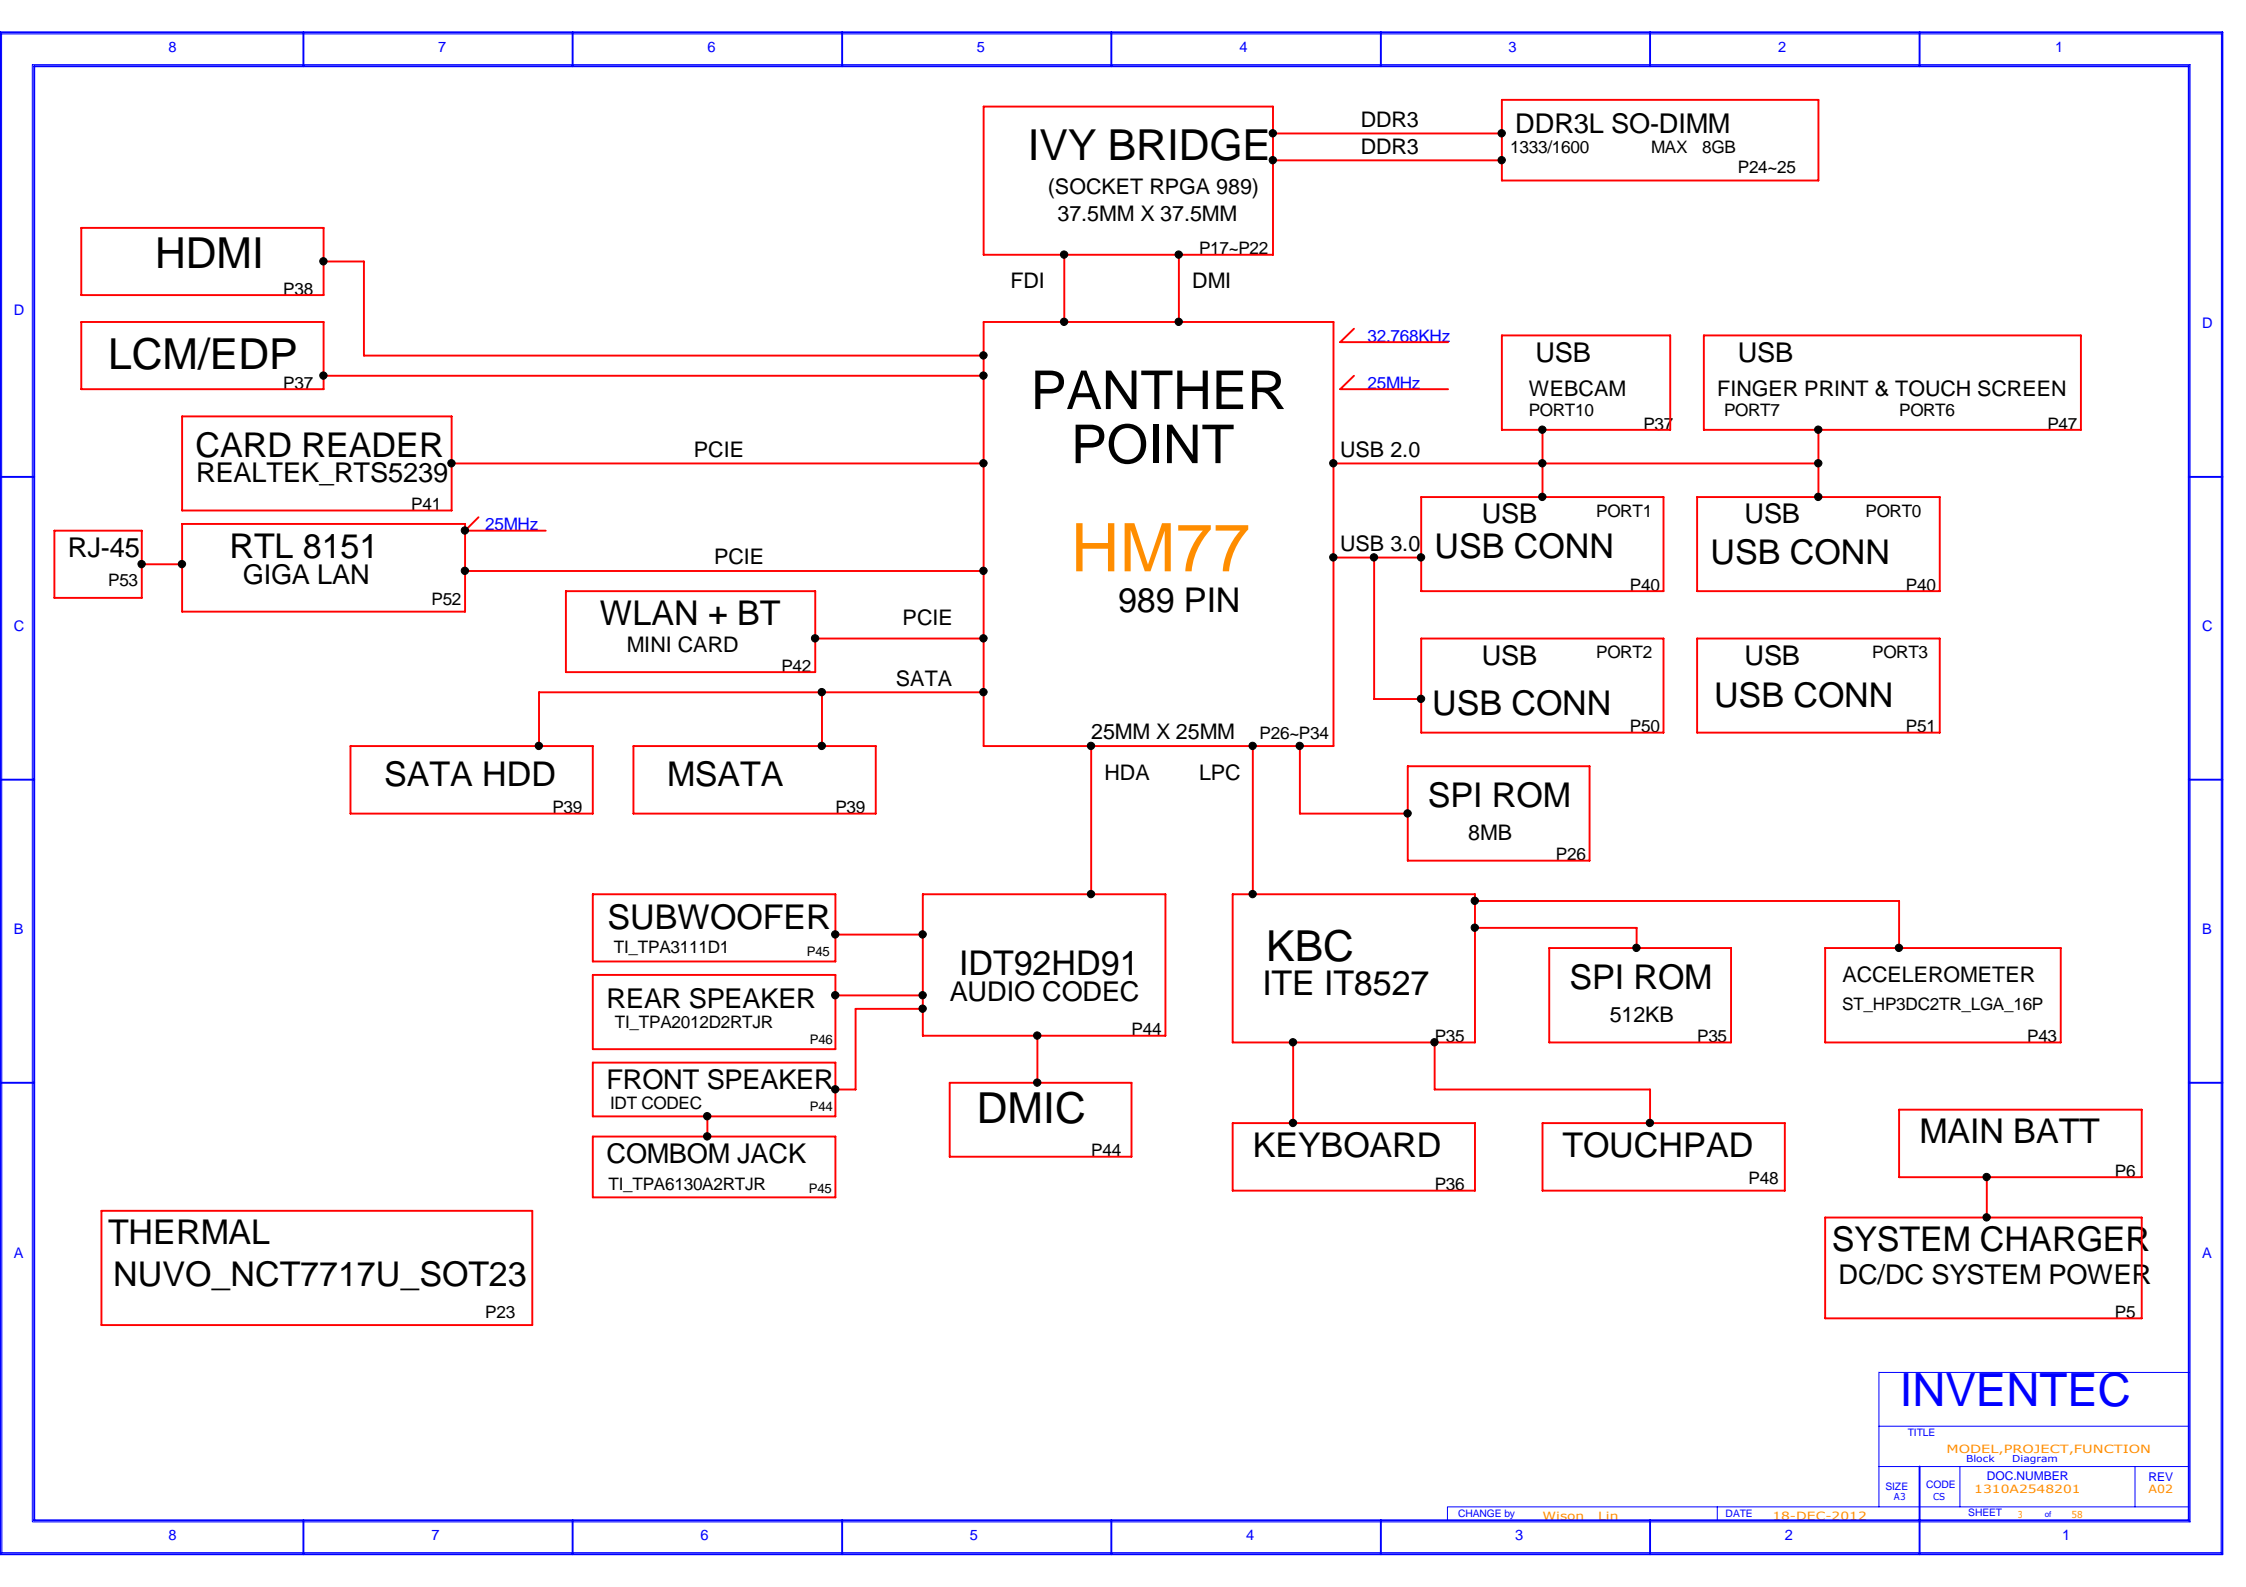 8 7 6 5 4 3 2 1
IVY BRIDGE
(SOCKET RPGA 989)
37.5MM X 37.5MM
P17~P22
DDR3
DDR3
DDR3L SO-DIMM
1333/1600 MAX 8GB
P24~25
FDI DMI
HDMI
P38
LCM/EDP
P37
D D
CARD READER
REALTEK_RTS5239
P41
PCIE
RJ-45
P53
RTL 8151
GIGA LAN
P52
25MHz
PCIE
WLAN + BT
MINI CARD
P42
PCIE
SATA
SATA HDD
P39
MSATA
P39
PANTHER
POINT
HM77
989 PIN
25MM X 25MM P26~P34
32.768KHz
25MHz
USB 2.0
USB 3.0
USB
WEBCAM
PORT10
P37
USB
FINGER PRINT & TOUCH SCREEN
PORT7 PORT6
P47
USB PORT1
USB CONN
P40
USB PORT0
USB CONN
P40
C C
USB PORT2
USB CONN
P50
USB PORT3
USB CONN
P51
HDA LPC
SPI ROM
8MB
P26
B B
SUBWOOFER
TI_TPA3111D1 P45
REAR SPEAKER
TI_TPA2012D2RTJR
P46
FRONT SPEAKER
IDT CODEC P44
COMBOM JACK
TI_TPA6130A2RTJR P45
IDT92HD91
AUDIO CODEC
P44
DMIC
P44
KBC
ITE IT8527
P35
SPI ROM
512KB
P35
ACCELEROMETER
ST_HP3DC2TR_LGA_16P
P43
KEYBOARD
P36
TOUCHPAD
P48
MAIN BATT
P6
SYSTEM CHARGER
DC/DC SYSTEM POWER
P5
A A
THERMAL
NUVO_NCT7717U_SOT23
P23
INVENTEC
TITLE
MODEL,PROJECT,FUNCTION
Block Diagram
SIZE CODE DOC.NUMBER REV
A3 CS 1310A2548201 A02
CHANGE by Wison Lin DATE 18-DEC-2012 SHEET 3 of 58
8 7 6 5 4 3 2 1